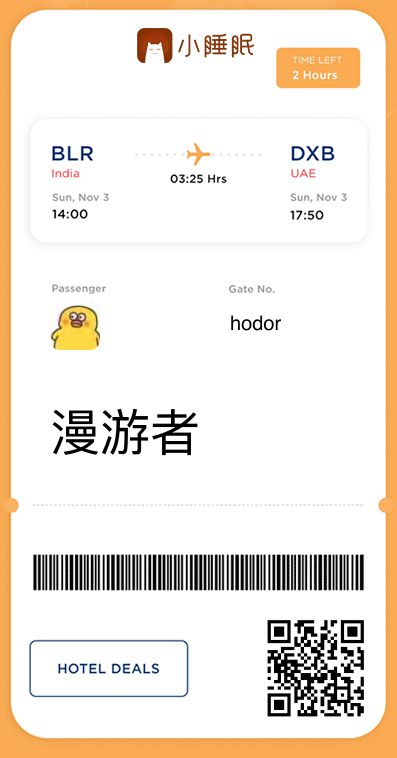 小睡眠
TIME LEFT
2 Hours
BLR
DXB
India
UAE
03:25 Hrs
Sun, Nov 3
Sun, Nov 3
14:00
17:50
Passenger
Gate No.
hodor
漫游者
HOTEL DEALS